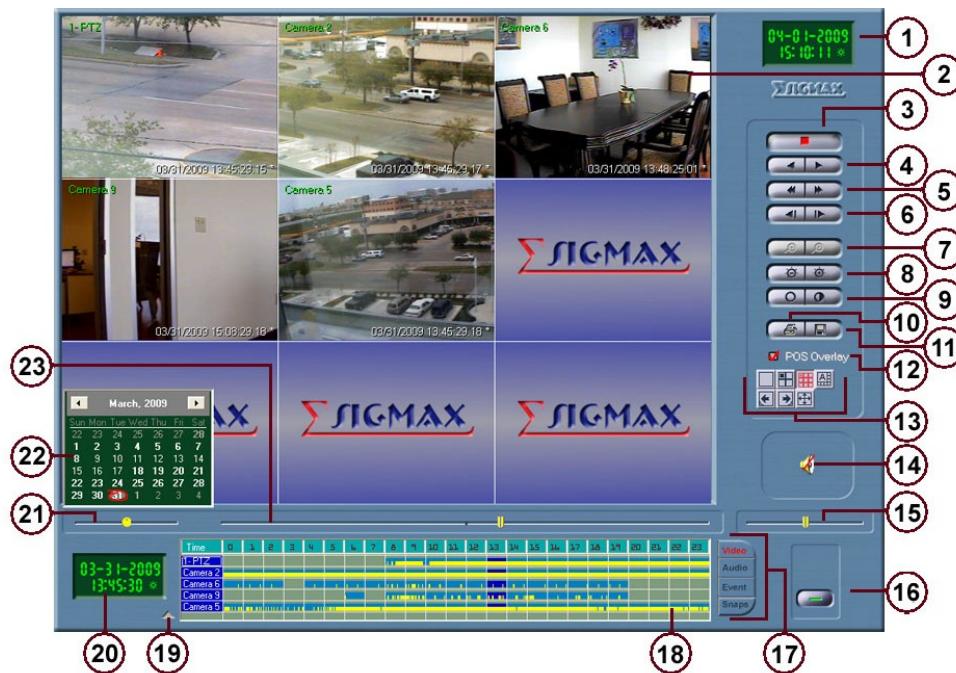 1- PTZ
03/31/2009 13:45:29.15 *
Camera 2
03/31/2009 13:45:29.17 *
Camera 6
03/31/2009 13:48:25:01 *
Camera 9
03/31/2009 15:08:29.18 *
Camera 5
03/31/2009 13:45:29.18 *
SIGMAX
SIGMAX
SIGMAX
SIGMAX
04-01-2009
15:10:11
SIGMAX
POS Overlay
A
March, 2009
Sun Mon Tue Wed Thu Fri Sat
22 23 24 25 26 27 28
1 2 3 4 5 6 7
8 9 10 11 12 13 14
15 16 17 18 19 20 21
22 23 24 25 26 27 28
29 30 31 1 2 3 4
03-31-2009
13:45:30
Time 0 1 2 3 4 5 6 7 8 9 10 11 12 13 14 15 16 17 18 19 20 21 22 23
1- PTZ
Camera 2
Camera 6
Camera 9
Camera 5
Video
Audio
Event
Snaps
1
2
3
4
5
6
7
8
9
10
11
12
13
14
15
16
17
18
19
20
21
22
23